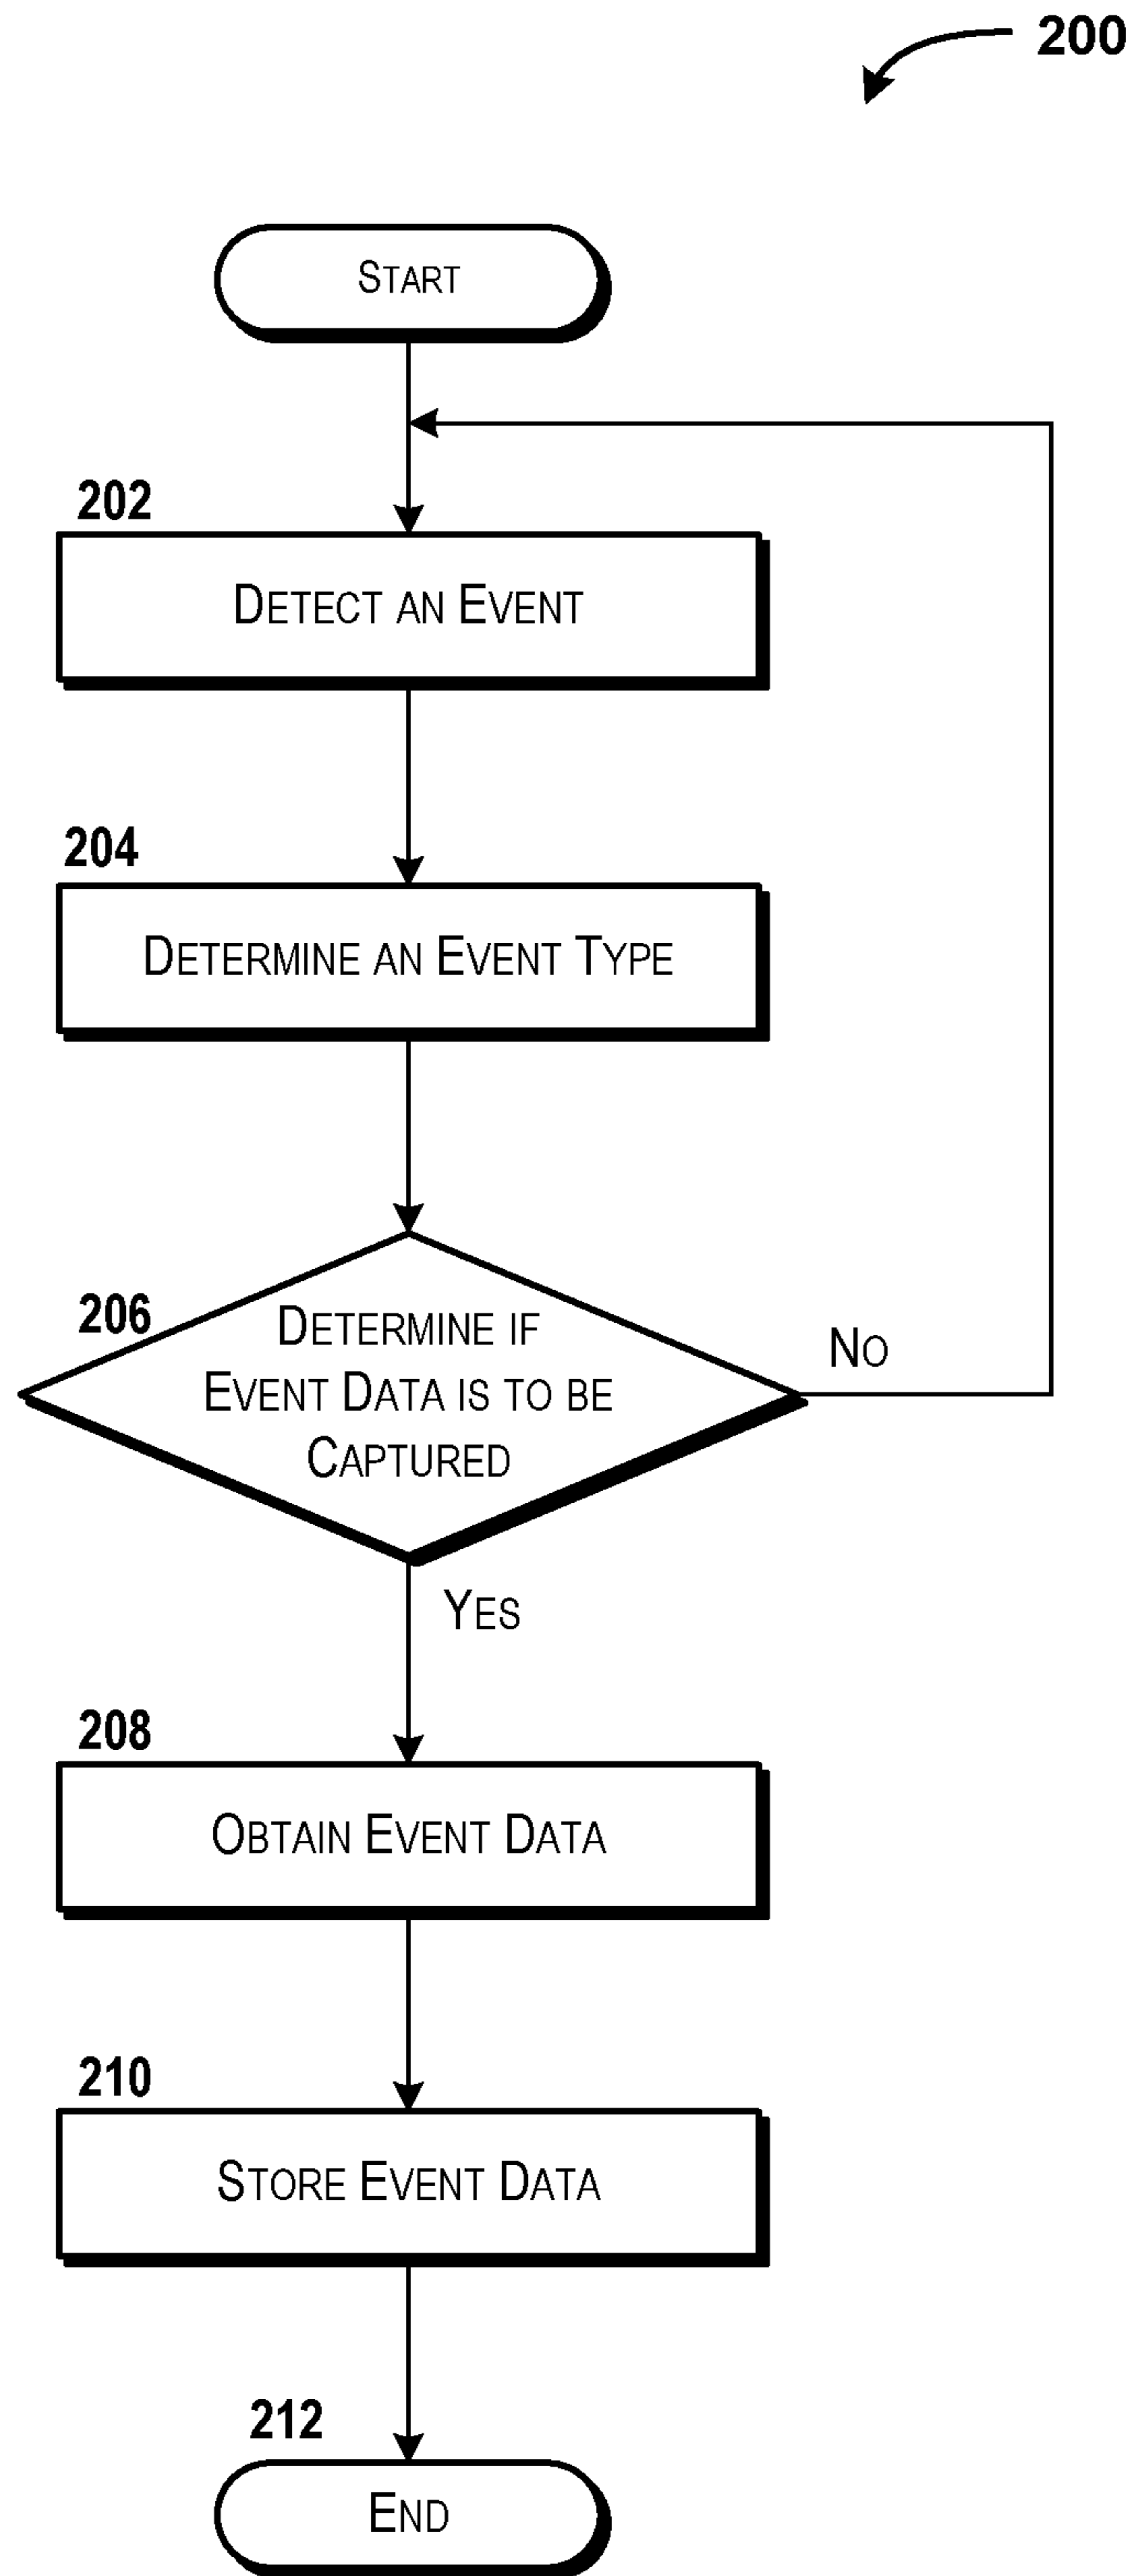 200
START
202
DETECT AN EVENT
204
DETERMINE AN EVENT TYPE
206
DETERMINE IF
EVENT DATA IS TO BE
CAPTURED
NO
YES
208
OBTAIN EVENT DATA
210
STORE EVENT DATA
212
END